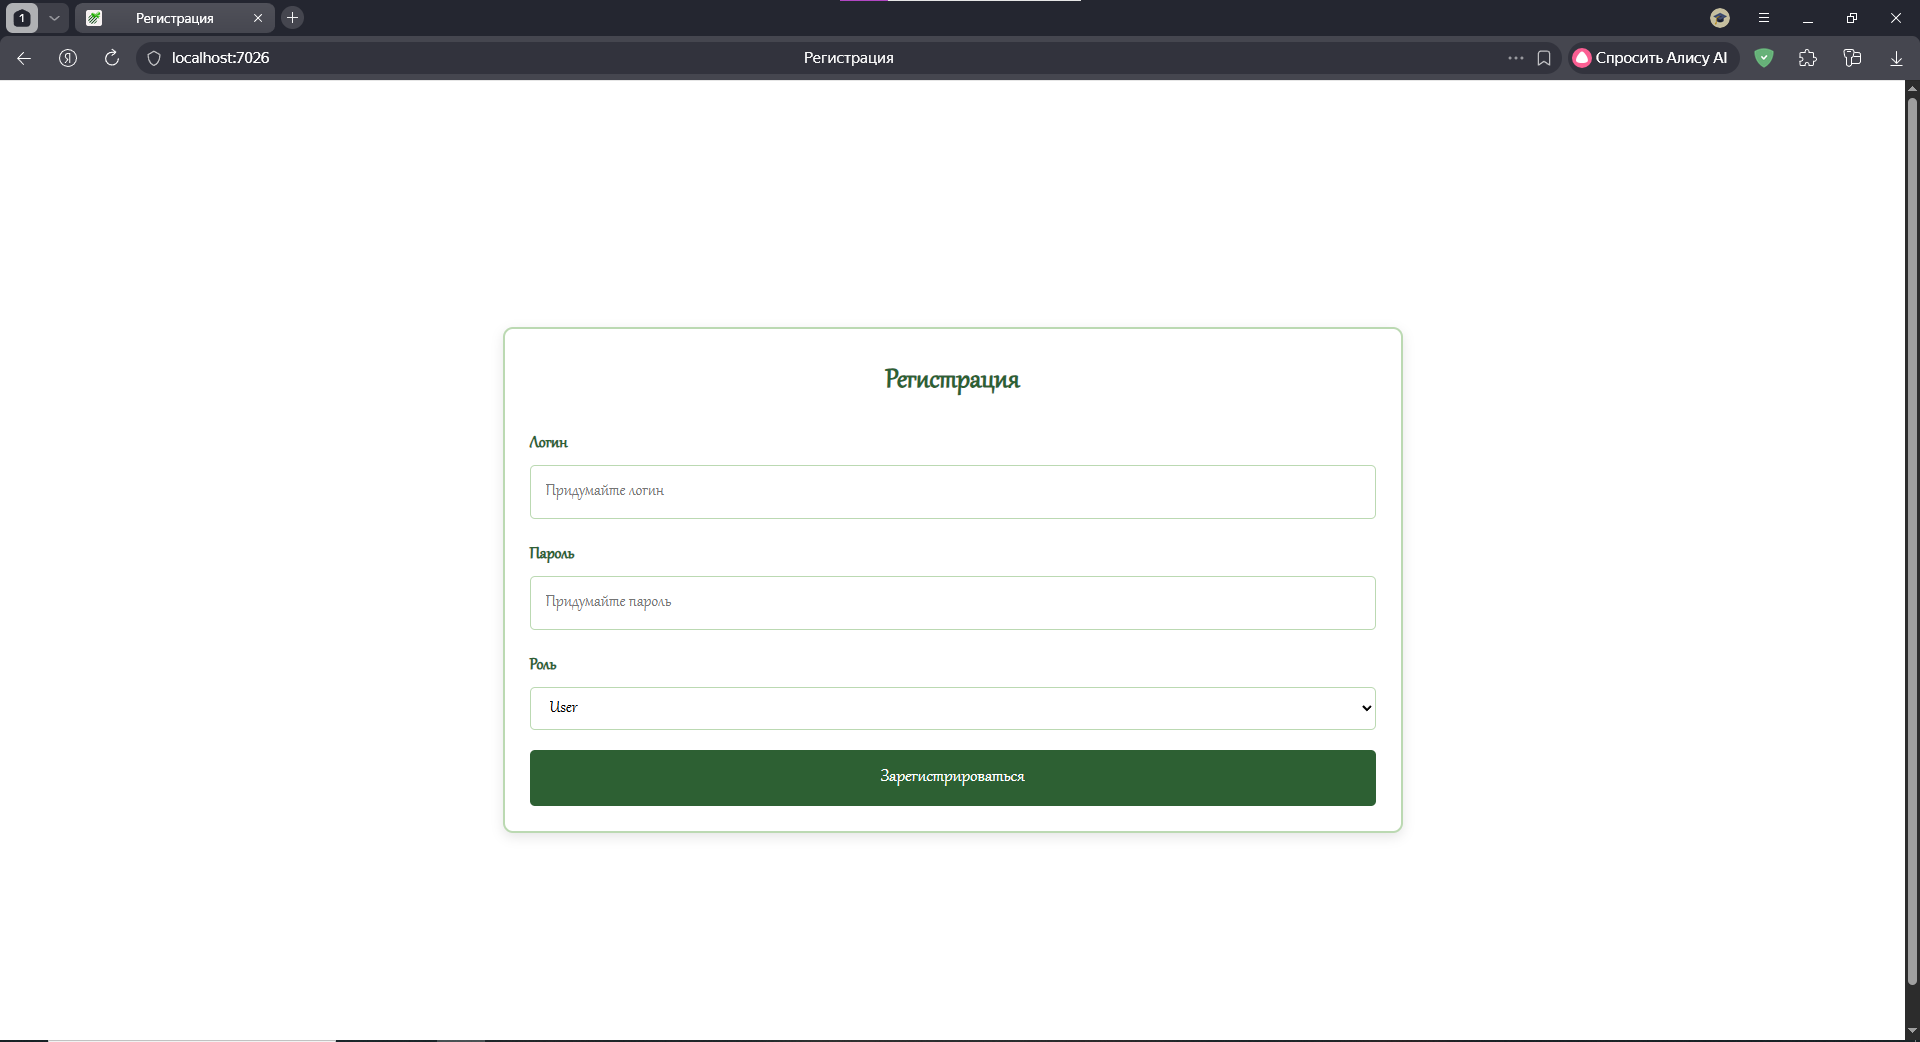 1
Регистрация
localhost:7026
Регистрация
Спросить Алису AI
Регистрация
Логин
Придумайте логин
Пароль
Придумайте пароль
Роль
User
Зарегистрироваться